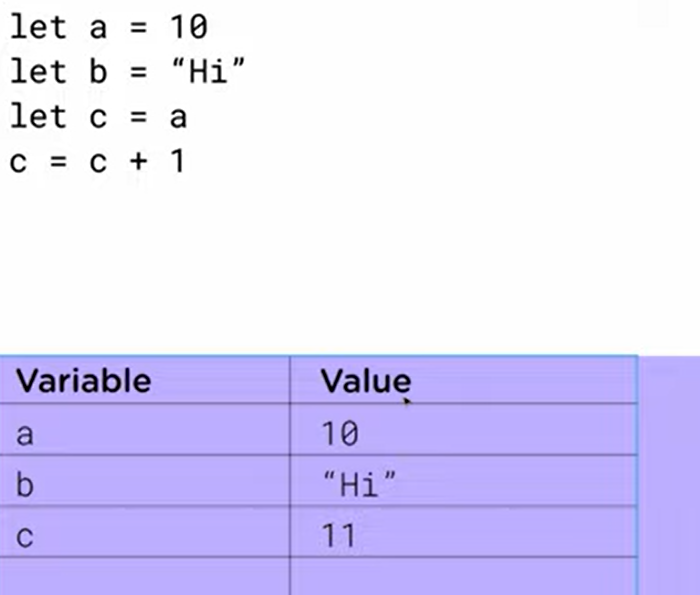 let a = 10
let b = “Hi”
let c = a
c = c + 1
Variable Value
a 10
b “Hi”
c 11